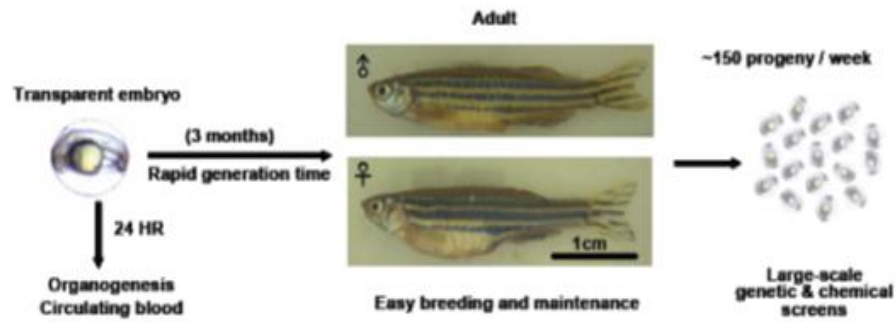 Adult
~150 progeny / week
Transparent embryo
(3 months)
Rapid generation time
♂
♀
24 HR
1cm
Organogenesis
Circulating blood
Easy breeding and maintenance
Large-scale
genetic & chemical
screens